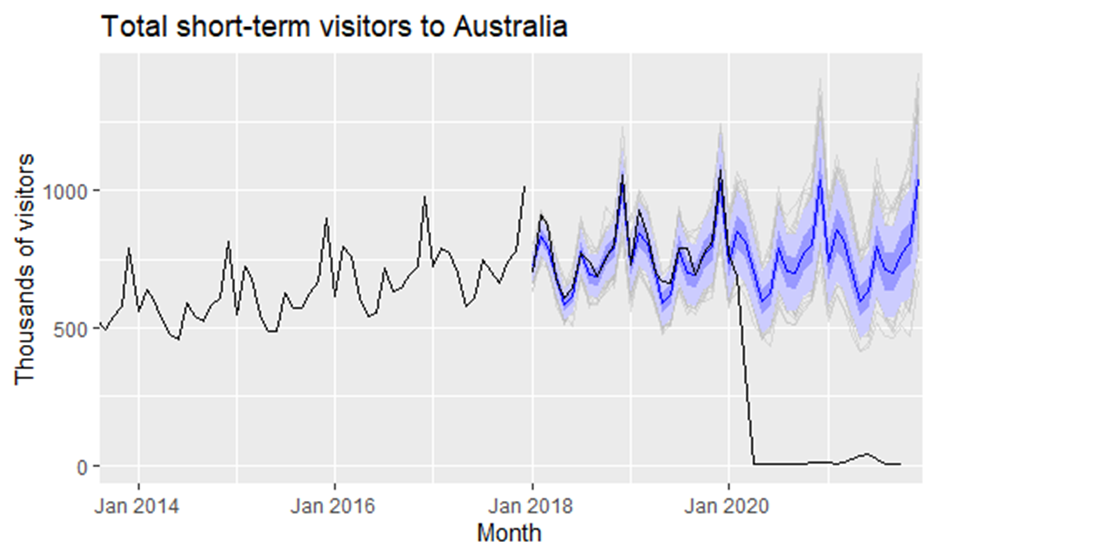 Total short-term visitors to Australia
Thousands of visitors
1000
500
0
Jan 2014 Jan 2016 Jan 2018 Jan 2020
Month